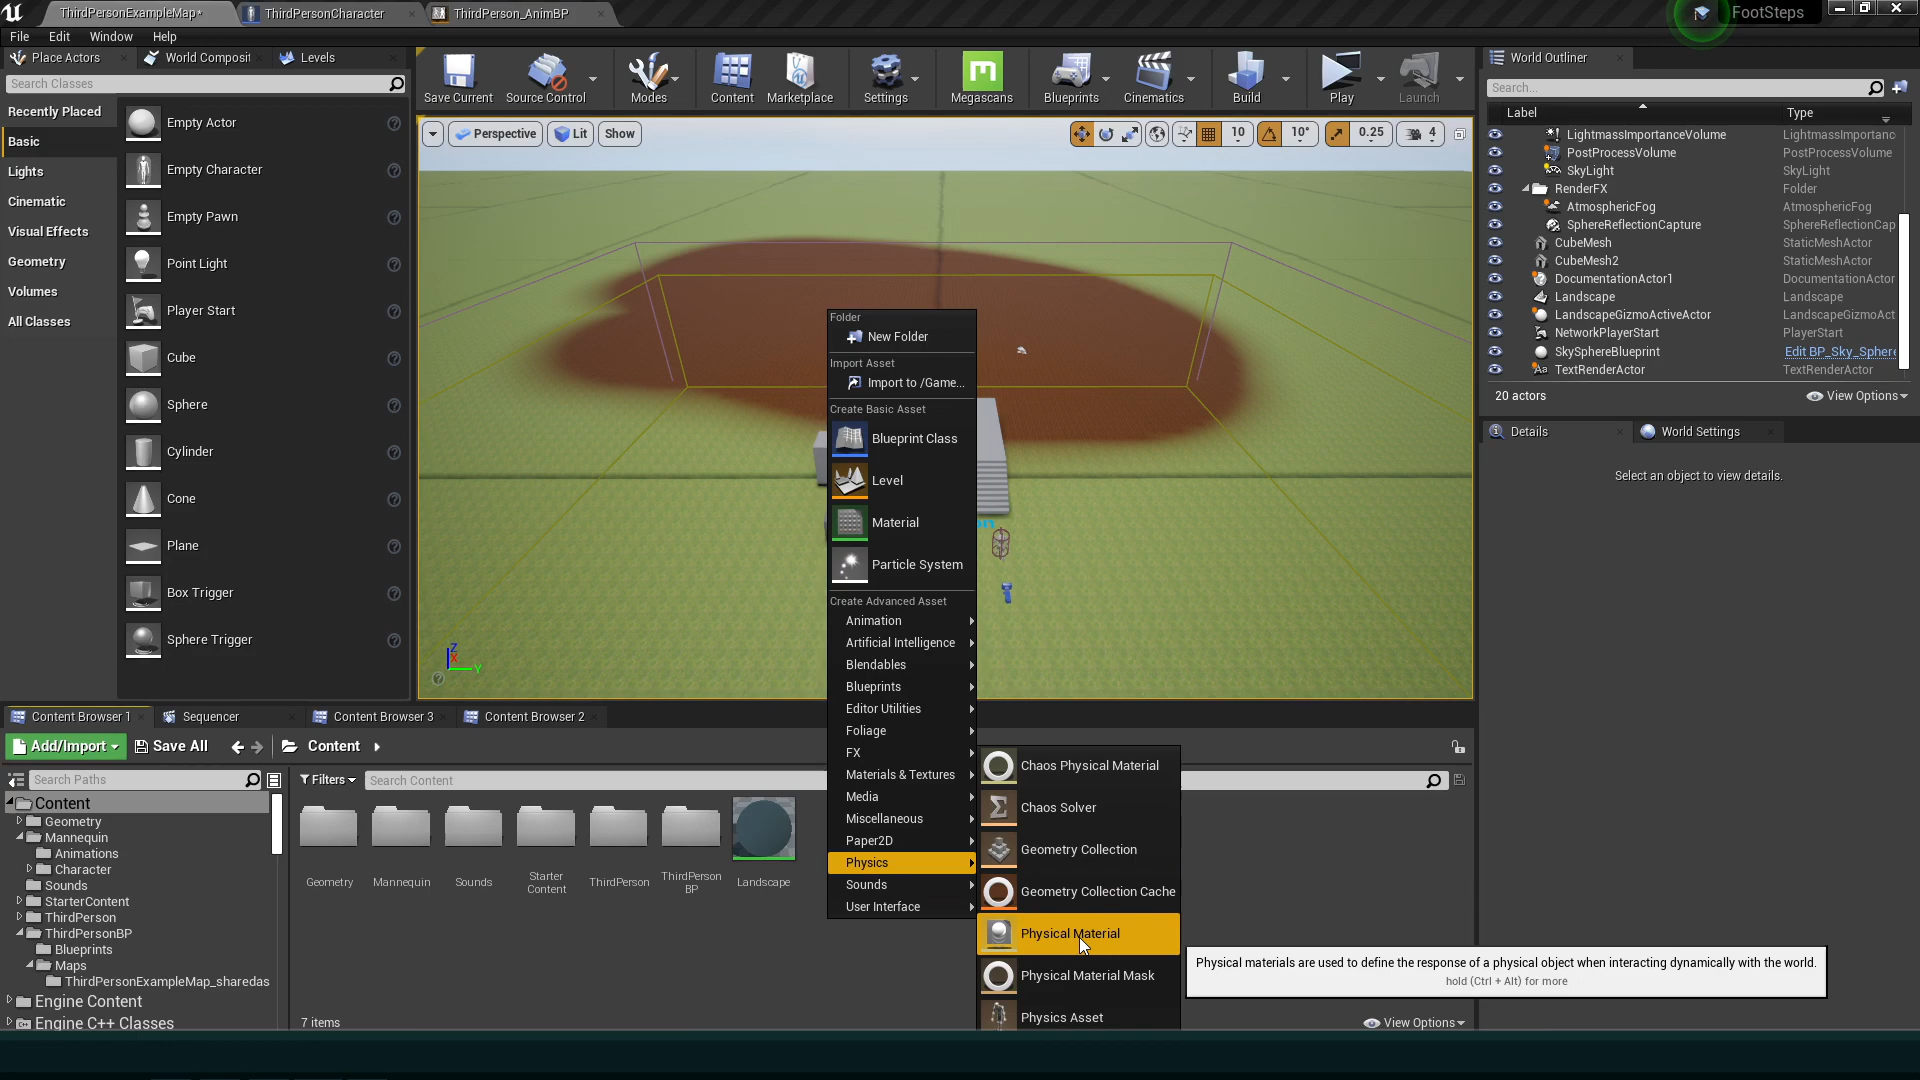 ThirdPersonExampleMap*
ThirdPersonCharacter
ThirdPerson_AnimBP
FootSteps
File Edit Window Help
Place Actors
World Composit
Levels
Search Classes
Recently Placed
Basic
Lights
Cinematic
Visual Effects
Geometry
Volumes
All Classes
Empty Actor
Empty Character
Empty Pawn
Point Light
Player Start
Cube
Sphere
Cylinder
Cone
Plane
Box Trigger
Sphere Trigger
Save Current
Source Control
Modes
Content
Marketplace
Settings
Megascans
Blueprints
Cinematics
Build
Play
Launch
Perspective
Lit
Show
10
10°
0.25
4
World Outliner
Search...
Label Type
LightmassImportanceVolume LightmassImportanc
PostProcessVolume PostProcessVolume
SkyLight SkyLight
RenderFX Folder
AtmosphericFog AtmosphericFog
SphereReflectionCapture SphereReflectionCap
CubeMesh StaticMeshActor
CubeMesh2 StaticMeshActor
DocumentationActor1 DocumentationActor
Landscape Landscape
LandscapeGizmoActiveActor LandscapeGizmoAct
NetworkPlayerStart PlayerStart
SkySphereBlueprint Edit BP_Sky_Sphere
TextRenderActor TextRenderActor
20 actors
View Options
Details
World Settings
Select an object to view details.
Folder
New Folder
Import Asset
Import to /Game...
Create Basic Asset
Blueprint Class
Level
Material
Particle System
Create Advanced Asset
Animation
Artificial Intelligence
Blendables
Blueprints
Editor Utilities
Foliage
FX
Materials & Textures
Media
Miscellaneous
Paper2D
Physics
Sounds
User Interface
Chaos Physical Material
Chaos Solver
Geometry Collection
Geometry Collection Cache
Physical Material
Physical Material Mask
Physics Asset
Physical materials are used to define the response of a physical object when interacting dynamically with the world.
hold (Ctrl + Alt) for more
Z
X
Y
Content Browser 1
Sequencer
Content Browser 3
Content Browser 2
Add/Import
Save All
Content
Search Paths
Filters
Search Content
Content
Geometry
Mannequin
Animations
Character
Sounds
StarterContent
ThirdPerson
ThirdPersonBP
Blueprints
Maps
ThirdPersonExampleMap_sharedas
Engine Content
Engine C++ Classes
Geometry
Mannequin
Sounds
Starter
Content
ThirdPerson
ThirdPerson
BP
Landscape
7 items
View Options